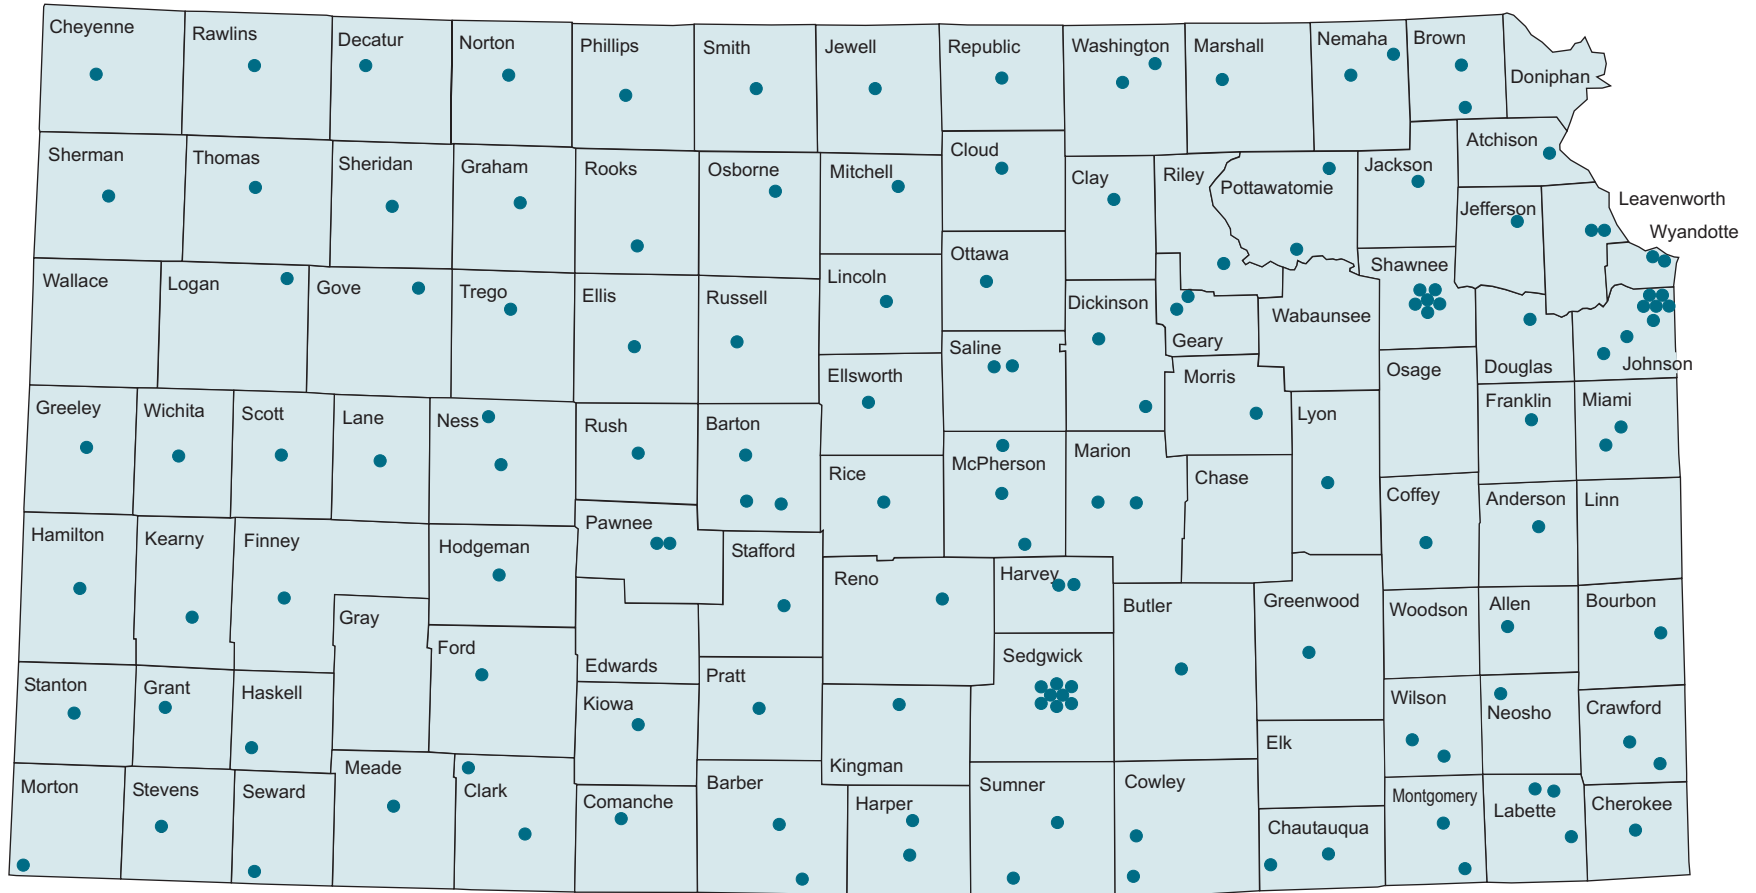 Cheyenne
Rawlins
Decatur
Norton
Phillips
Smith
Jewell
Republic
Washington
Marshall
Nemaha
Brown
Doniphan
Sherman
Thomas
Sheridan
Graham
Rooks
Osborne
Mitchell
Cloud
Clay
Riley
Pottawatomie
Jackson
Atchison
Jefferson
Leavenworth
Wyandotte
Wallace
Logan
Gove
Trego
Ellis
Russell
Lincoln
Ottawa
Dickinson
Geary
Wabaunsee
Shawnee
Douglas
Johnson
Greeley
Wichita
Scott
Lane
Ness
Rush
Barton
Ellsworth
Saline
Morris
Lyon
Osage
Franklin
Miami
Hamilton
Kearny
Finney
Hodgeman
Pawnee
Stafford
Rice
McPherson
Marion
Chase
Coffey
Anderson
Linn
Gray
Ford
Edwards
Reno
Harvey
Butler
Greenwood
Woodson
Allen
Bourbon
Stanton
Grant
Haskell
Kiowa
Pratt
Kingman
Sedgwick
Elk
Wilson
Neosho
Crawford
Morton
Stevens
Seward
Meade
Clark
Comanche
Barber
Harper
Sumner
Cowley
Chautauqua
Montgomery
Labette
Cherokee